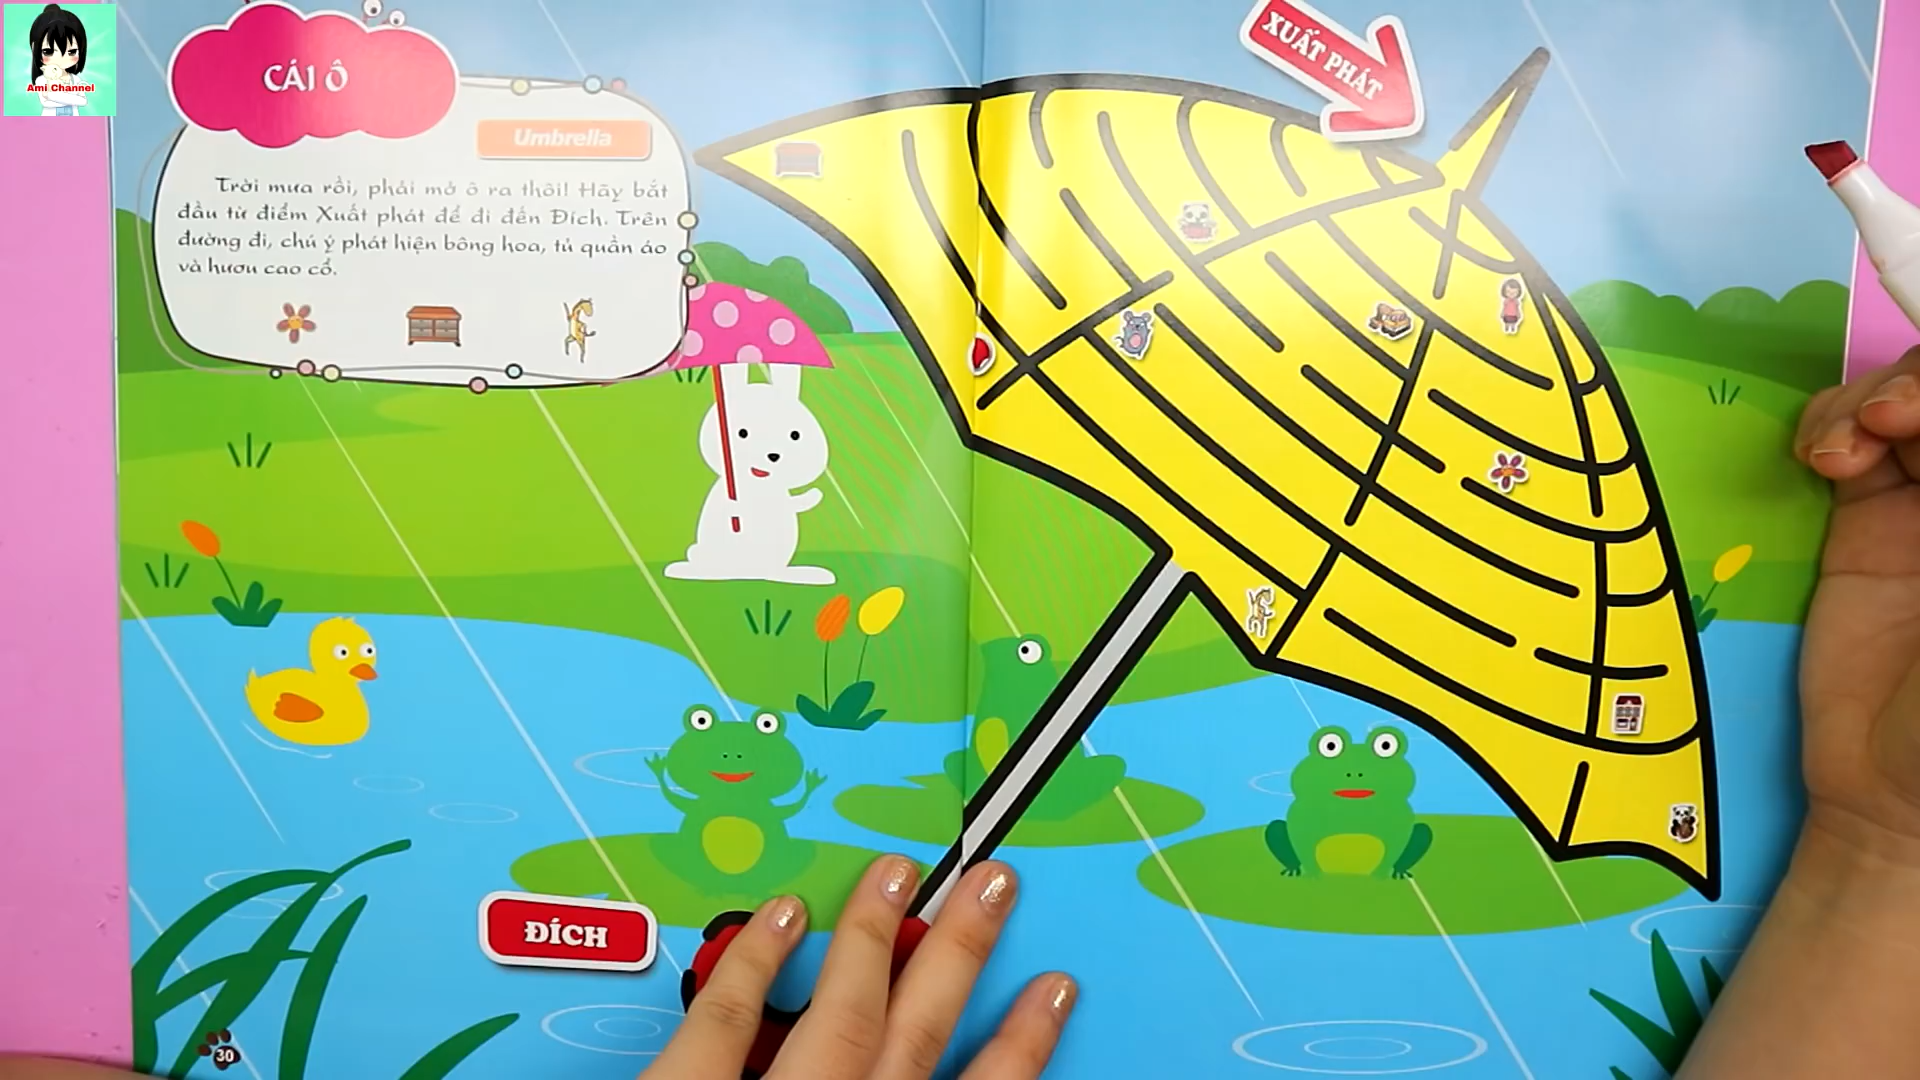 Ami Channel
CÁI Ô
Umbrella
Trời mưa rồi, phải mở ô ra thôi! Hãy bắt
đầu từ điểm Xuất phát để đi đến Đích. Trên
đường đi, chú ý phát hiện bông hoa, tủ quần áo
và hươu cao cổ.
XUẤT PHÁT
ĐÍCH
30